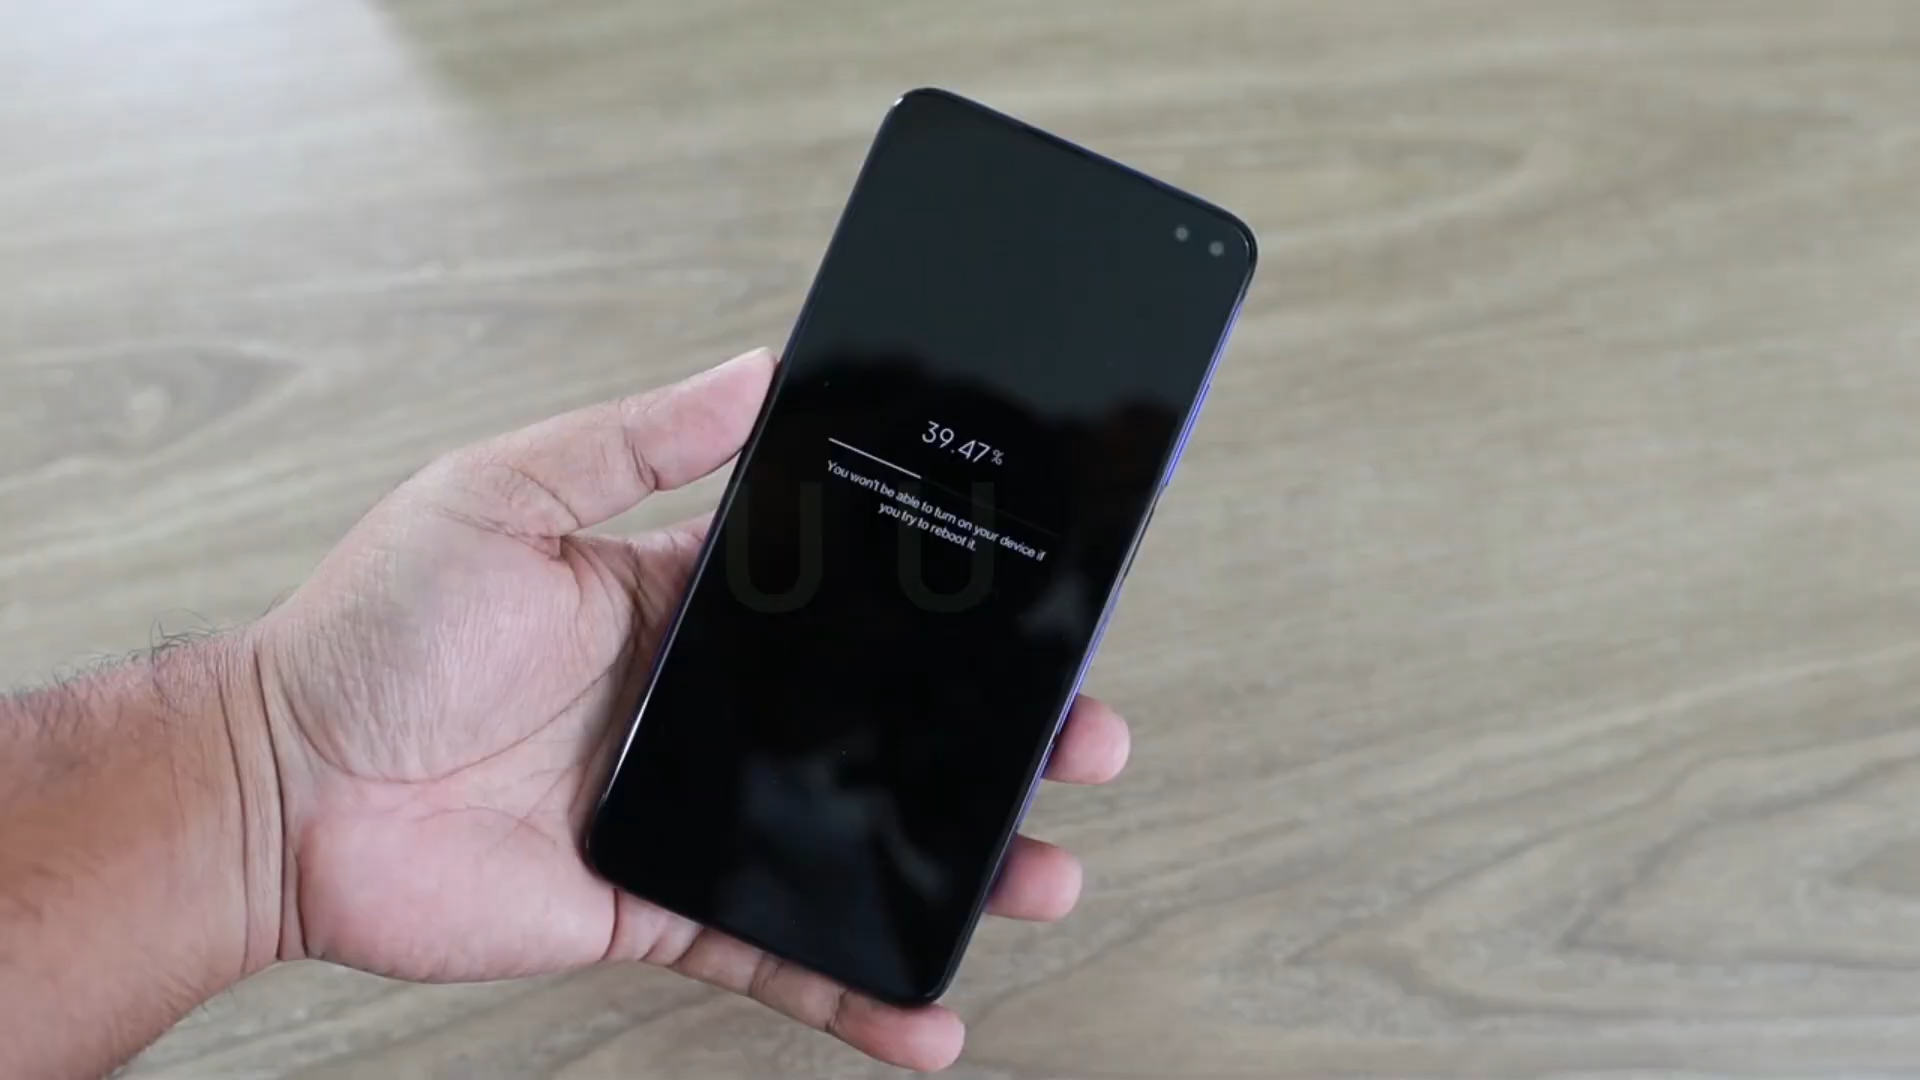 39.47%
You won't be able to turn on your device if
you try to reboot it.
U U